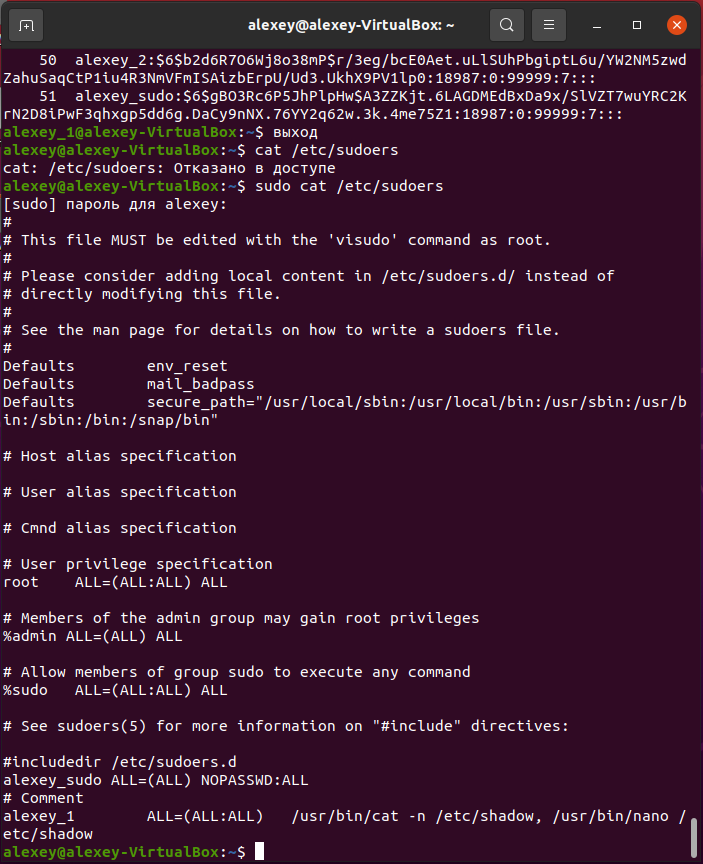 alexey@alexey-VirtualBox: ~
50  alexey_2:$6$b2d6R7O6Wj8o38mP$r/3eg/bcE0Aet.uLlSUhPbgiptL6u/YW2NM5zwd
ZahuSaqCtP1iu4R3NmVFmISAizbErpU/Ud3.UkhX9PV1lp0:18987:0:99999:7:::
51  alexey_sudo:$6$gBO3Rc6P5JhPlpHw$A3ZZKjt.6LAGDMEdBxDa9x/SlVZT7wuYRC2K
rN2D8iPwF3qhxgp5dd6g.DaCy9nNX.76YY2q62w.3k.4me75Z1:18987:0:99999:7:::
alexey_1@alexey-VirtualBox:~$ выход
alexey@alexey-VirtualBox:~$ cat /etc/sudoers
cat: /etc/sudoers: Отказано в доступе
alexey@alexey-VirtualBox:~$ sudo cat /etc/sudoers
[sudo] пароль для alexey:
#
# This file MUST be edited with the 'visudo' command as root.
#
# Please consider adding local content in /etc/sudoers.d/ instead of
# directly modifying this file.
#
# See the man page for details on how to write a sudoers file.
#
Defaults        env_reset
Defaults        mail_badpass
Defaults        secure_path="/usr/local/sbin:/usr/local/bin:/usr/sbin:/usr/b
in:/sbin:/bin:/snap/bin"
# Host alias specification
# User alias specification
# Cmnd alias specification
# User privilege specification
root    ALL=(ALL:ALL) ALL
# Members of the admin group may gain root privileges
%admin ALL=(ALL) ALL
# Allow members of group sudo to execute any command
%sudo   ALL=(ALL:ALL) ALL
# See sudoers(5) for more information on "#include" directives:
#includedir /etc/sudoers.d
alexey_sudo ALL=(ALL) NOPASSWD:ALL
# Comment
alexey_1        ALL=(ALL:ALL)   /usr/bin/cat -n /etc/shadow, /usr/bin/nano /
etc/shadow
alexey@alexey-VirtualBox:~$